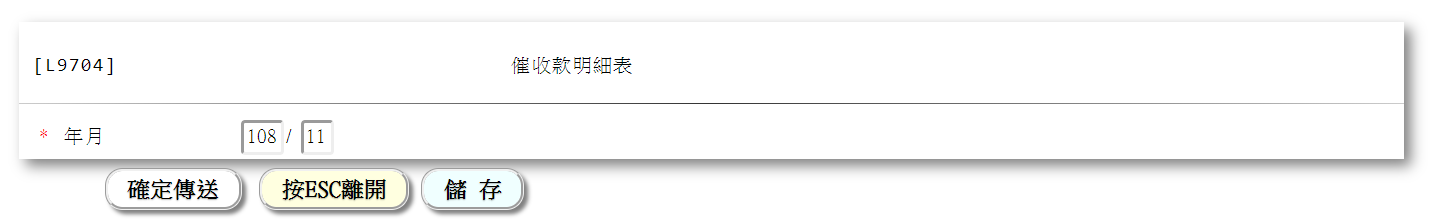 [L9704] 催收款明細表
* 年月 108 / 11
確定傳送 按ESC離開 儲 存